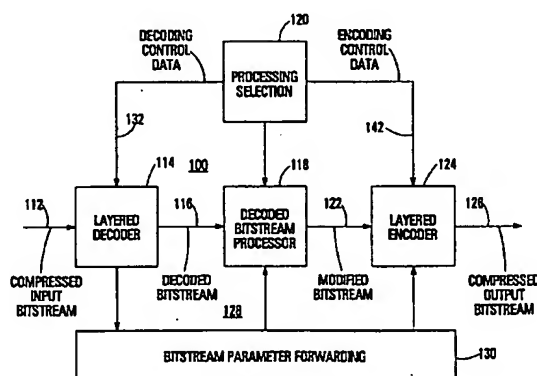 120
DECODING
CONTROL
DATA
ENCODING
CONTROL
DATA
PROCESSING
SELECTION
132
142
114
100
118
124
112
LAYERED
DECODER
116
DECODED
BITSTREAM
PROCESSOR
122
LAYERED
ENCODER
126
COMPRESSED
INPUT
BITSTREAM
DECODED
BITSTREAM
128
MODIFIED
BITSTREAM
COMPRESSED
OUTPUT
BITSTREAM
BITSTREAM PARAMETER FORWARDING
130